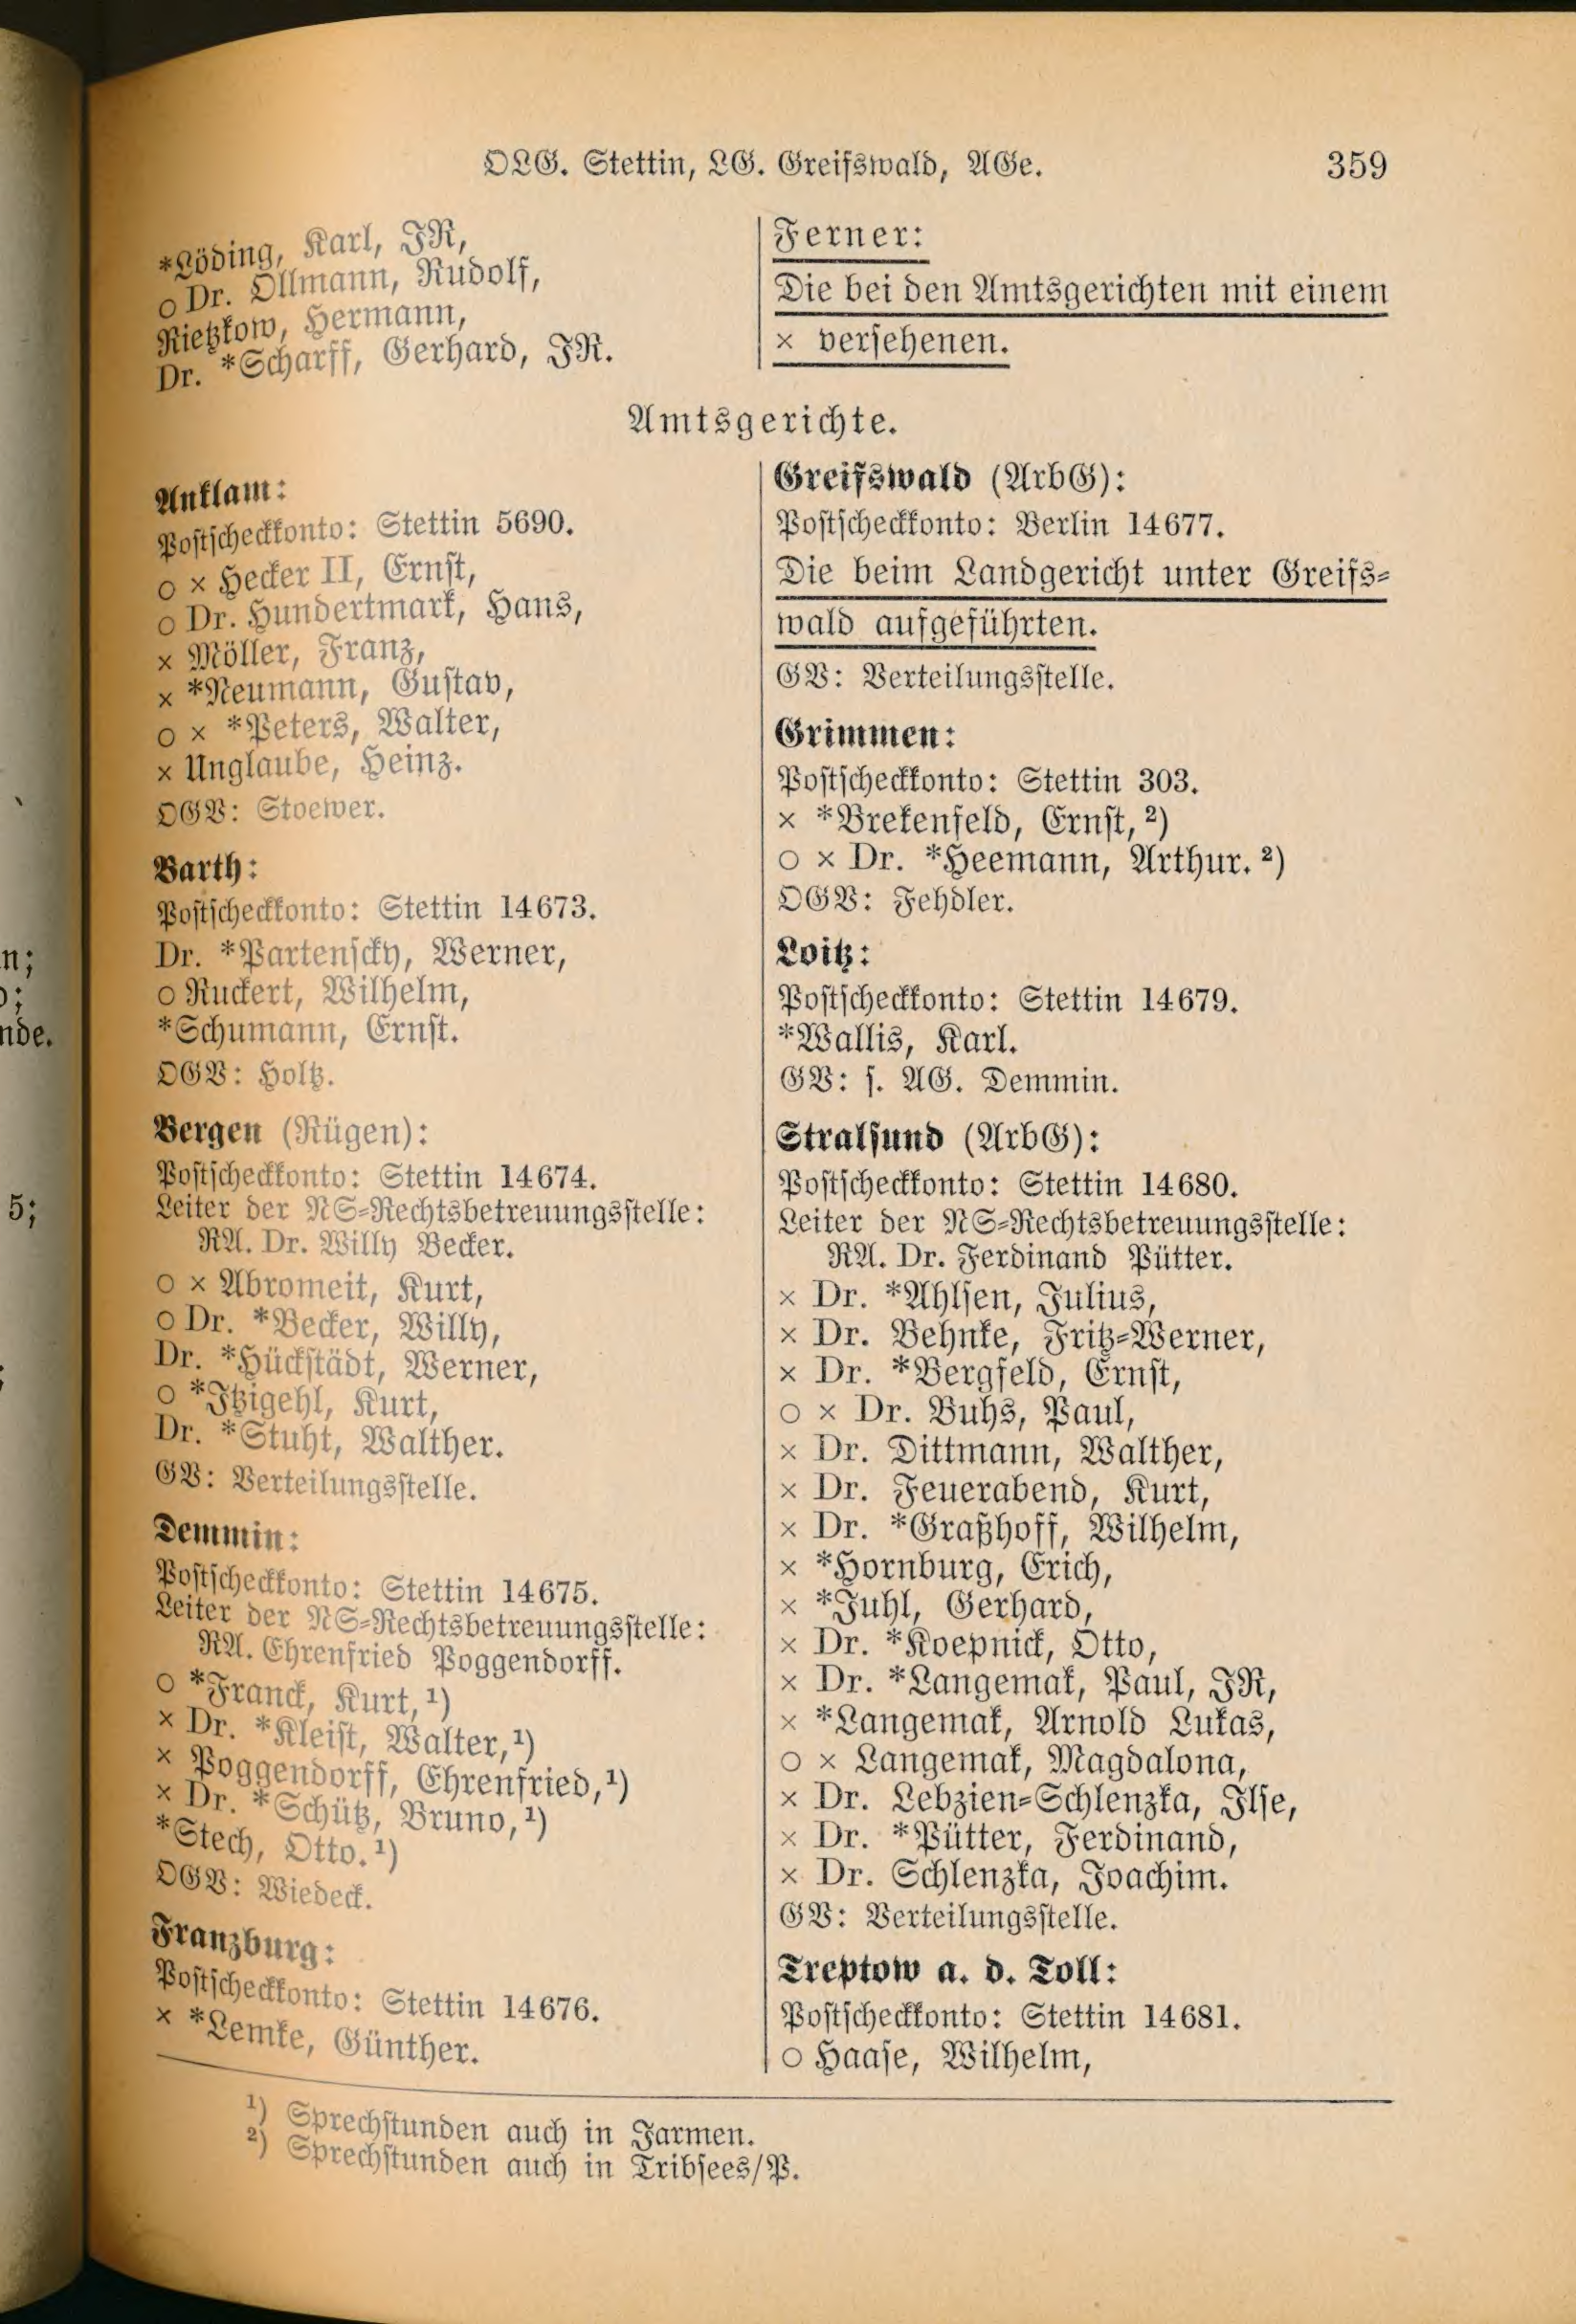 OLG. Stettin, LG. Greifswald, AGe. 359
*Löding, Karl, JR,
○ Dr. Ollmann, Rudolf,
Rietzkow, Hermann,
Dr. *Scharff, Gerhard, JR.
Ferner:
Die bei den Amtsgerichten mit einem
× versehenen.
Amtsgerichte.
Anklam:
Postscheckkonto: Stettin 5690.
○ × Hecker II, Ernst,
○ Dr. Hundertmark, Hans,
× Möller, Franz,
× *Neumann, Gustav,
○ × *Peters, Walter,
× Unglaube, Heinz.
OGV: Stoewer.
Barth:
Postscheckkonto: Stettin 14673.
Dr. *Partenscky, Werner,
○ Ruckert, Wilhelm,
*Schumann, Ernst.
OGV: Holtz.
Bergen (Rügen):
Postscheckkonto: Stettin 14674.
Leiter der NS-Rechtsbetreuungsstelle:
RA. Dr. Willy Becker.
○ × Abromeit, Kurt,
○ Dr. *Becker, Willy,
Dr. *Hückstädt, Werner,
○ *Itzigehl, Kurt,
Dr. *Stuht, Walther.
GV: Verteilungsstelle.
Demmin:
Postscheckkonto: Stettin 14675.
Leiter der NS-Rechtsbetreuungsstelle:
RA. Ehrenfried Poggendorff.
○ *Franck, Kurt,¹)
× Dr. *Kleist, Walter,¹)
× Poggendorff, Ehrenfried,¹)
× Dr. *Schütz, Bruno,¹)
*Stech, Otto.¹)
OGV: Wiedeck.
Franzburg:
Postscheckkonto: Stettin 14676.
× *Lemke, Günther.
Greifswald (ArbG):
Postscheckkonto: Berlin 14677.
Die beim Landgericht unter Greifs-
wald aufgeführten.
GV: Verteilungsstelle.
Grimmen:
Postscheckkonto: Stettin 303.
× *Brekenfeld, Ernst, ²)
○ × Dr. *Heemann, Arthur. ²)
OGV: Fehdler.
Loitz:
Postscheckkonto: Stettin 14679.
*Wallis, Karl.
GV: s. AG. Demmin.
Stralsund (ArbG):
Postscheckkonto: Stettin 14680.
Leiter der NS-Rechtsbetreuungsstelle:
RA. Dr. Ferdinand Pütter.
× Dr. *Ahlsen, Julius,
× Dr. Behnke, Fritz-Werner,
× Dr. *Bergfeld, Ernst,
○ × Dr. Buhs, Paul,
× Dr. Dittmann, Walther,
× Dr. Feuerabend, Kurt,
× Dr. *Graßhoff, Wilhelm,
× *Hornburg, Erich,
× *Juhl, Gerhard,
× Dr. *Koepnick, Otto,
× Dr. *Langemak, Paul, JR,
× *Langemak, Arnold Lukas,
○ × Langemak, Magdalona,
× Dr. Lebzien-Schlenzka, Ilse,
× Dr. *Pütter, Ferdinand,
× Dr. Schlenzka, Joachim.
GV: Verteilungsstelle.
Treptow a. d. Toll:
Postscheckkonto: Stettin 14681.
○ Haase, Wilhelm,
¹) Sprechstunden auch in Jarmen.
²) Sprechstunden auch in Tribsees/P.